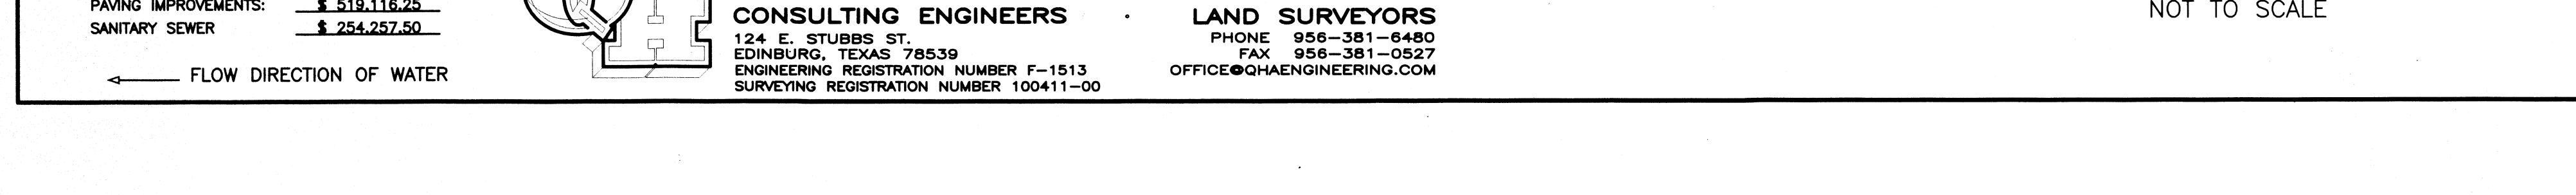 PAVING IMPROVEMENTS: $ 519,116.25
SANITARY SEWER $ 254,257.50
FLOW DIRECTION OF WATER
CONSULTING ENGINEERS • LAND SURVEYORS
124 E. STUBBS ST. PHONE 956-381-6480
EDINBURG, TEXAS 78539 FAX 956-381-0527
ENGINEERING REGISTRATION NUMBER F-1513 OFFICE@QHAENGINEERING.COM
SURVEYING REGISTRATION NUMBER 100411-00
NOT TO SCALE